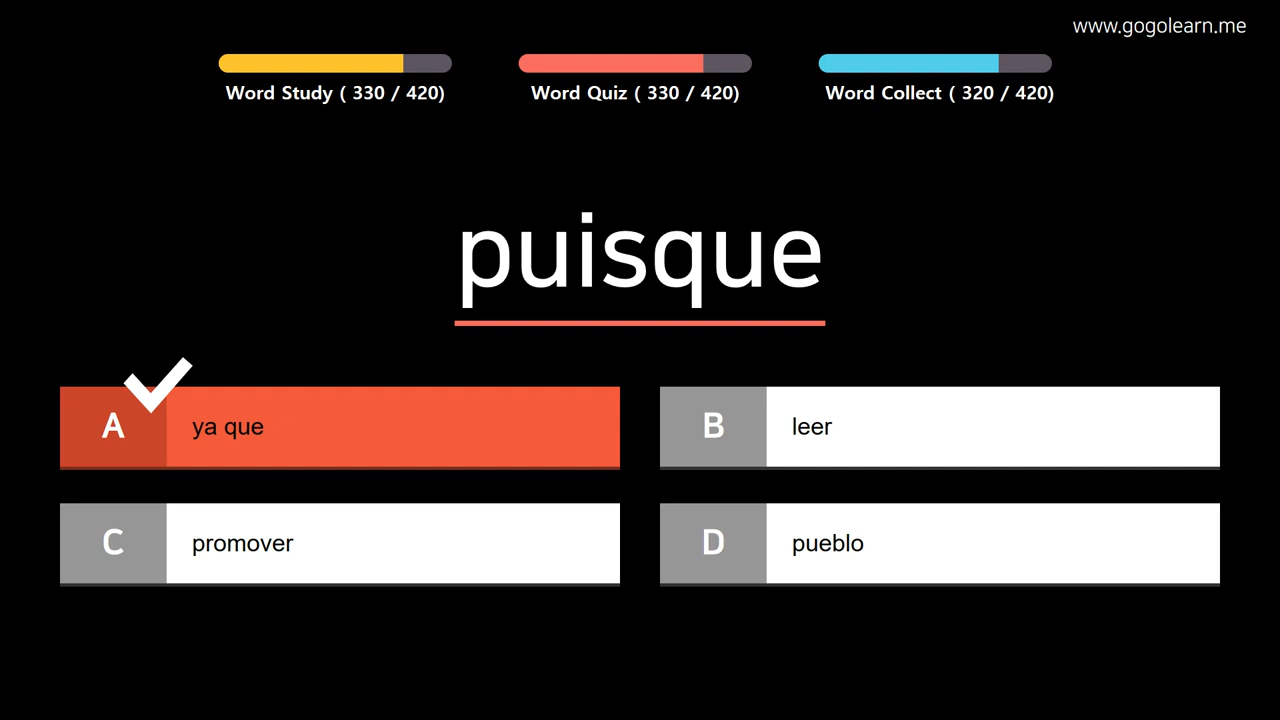 www.gogolearn.me
Word Study ( 330 / 420)
Word Quiz ( 330 / 420)
Word Collect ( 320 / 420)
puisque
A ya que
B leer
C promover
D pueblo